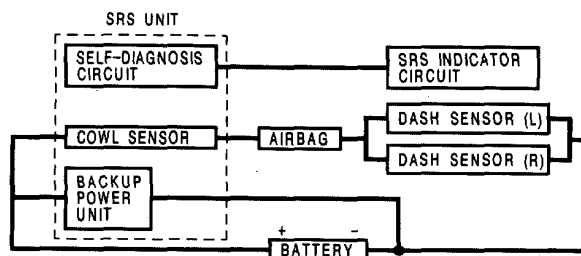 SRS UNIT
SELF-DIAGNOSIS
CIRCUIT
SRS INDICATOR
CIRCUIT
COWL SENSOR
AIRBAG
DASH SENSOR (L)
DASH SENSOR (R)
BACKUP
POWER
UNIT
+ -
BATTERY